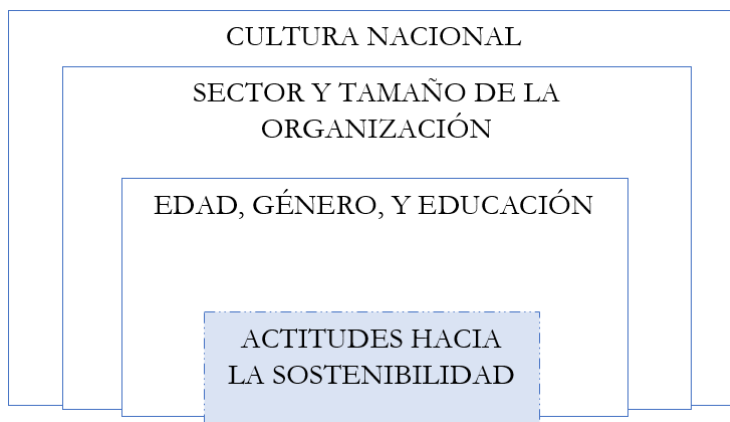 CULTURA NACIONAL
SECTOR Y TAMAÑO DE LA
ORGANIZACIÓN
EDAD, GÉNERO, Y EDUCACIÓN
ACTITUDES HACIA
LA SOSTENIBILIDAD